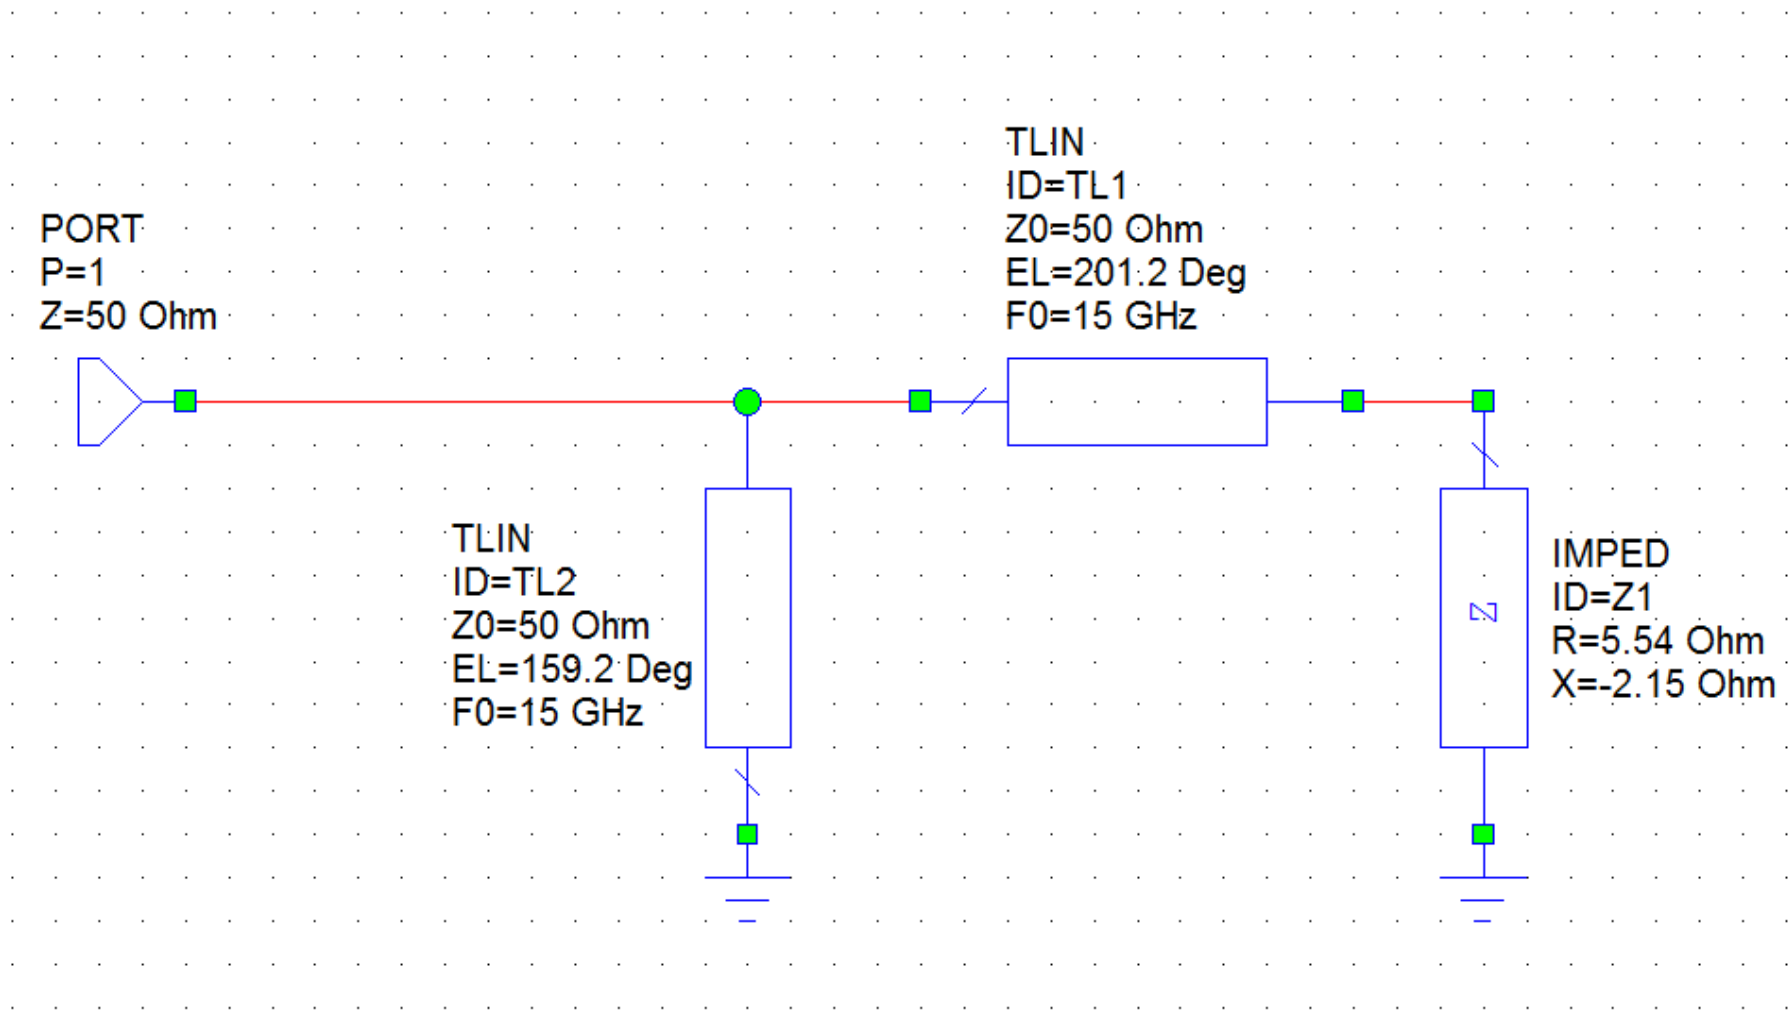 PORT
P=1
Z=50 Ohm
TLIN
ID=TL1
Z0=50 Ohm
EL=201.2 Deg
F0=15 GHz
TLIN
ID=TL2
Z0=50 Ohm
EL=159.2 Deg
F0=15 GHz
Z
IMPED
ID=Z1
R=5.54 Ohm
X=-2.15 Ohm